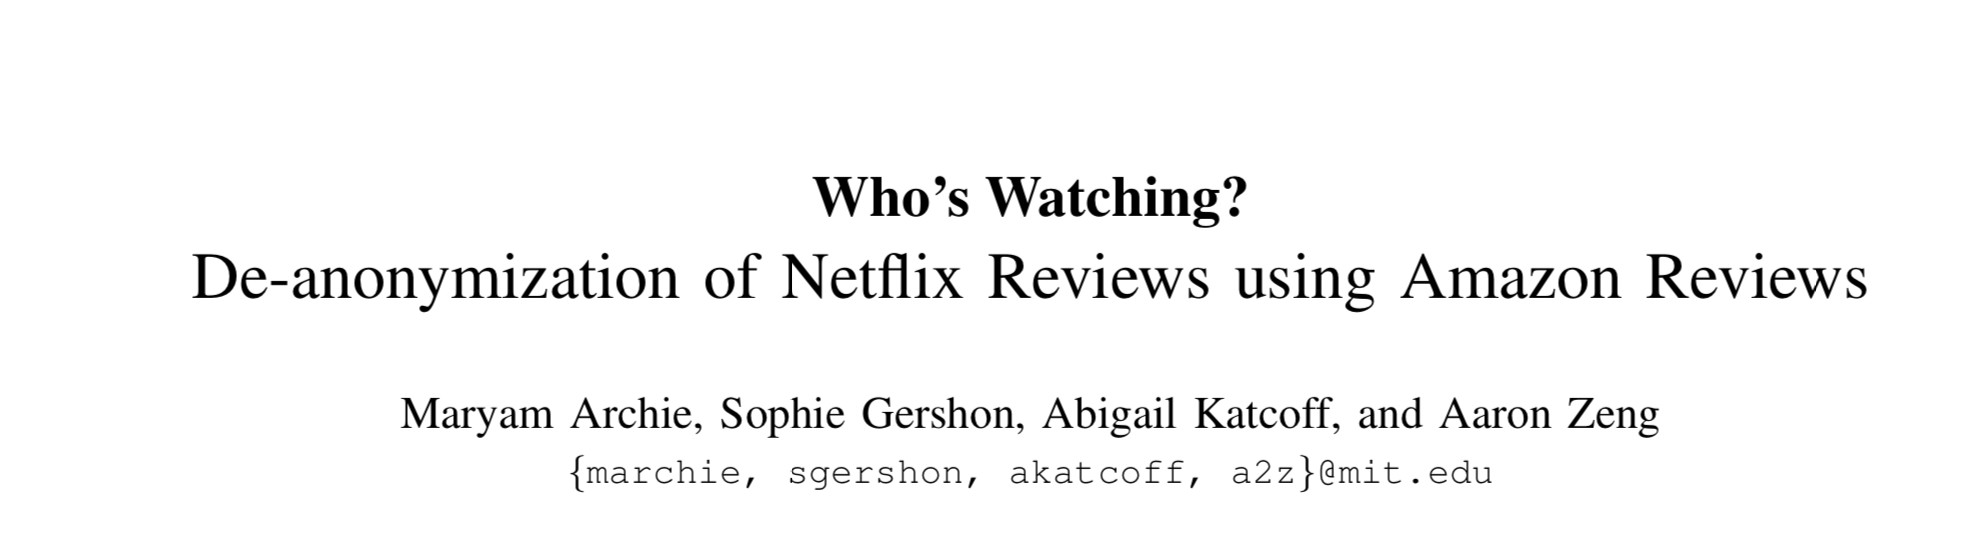 Who’s Watching?
De-anonymization of Netflix Reviews using Amazon Reviews
Maryam Archie, Sophie Gershon, Abigail Katcoff, and Aaron Zeng
{marchie, sgershon, akatcoff, a2z}@mit.edu